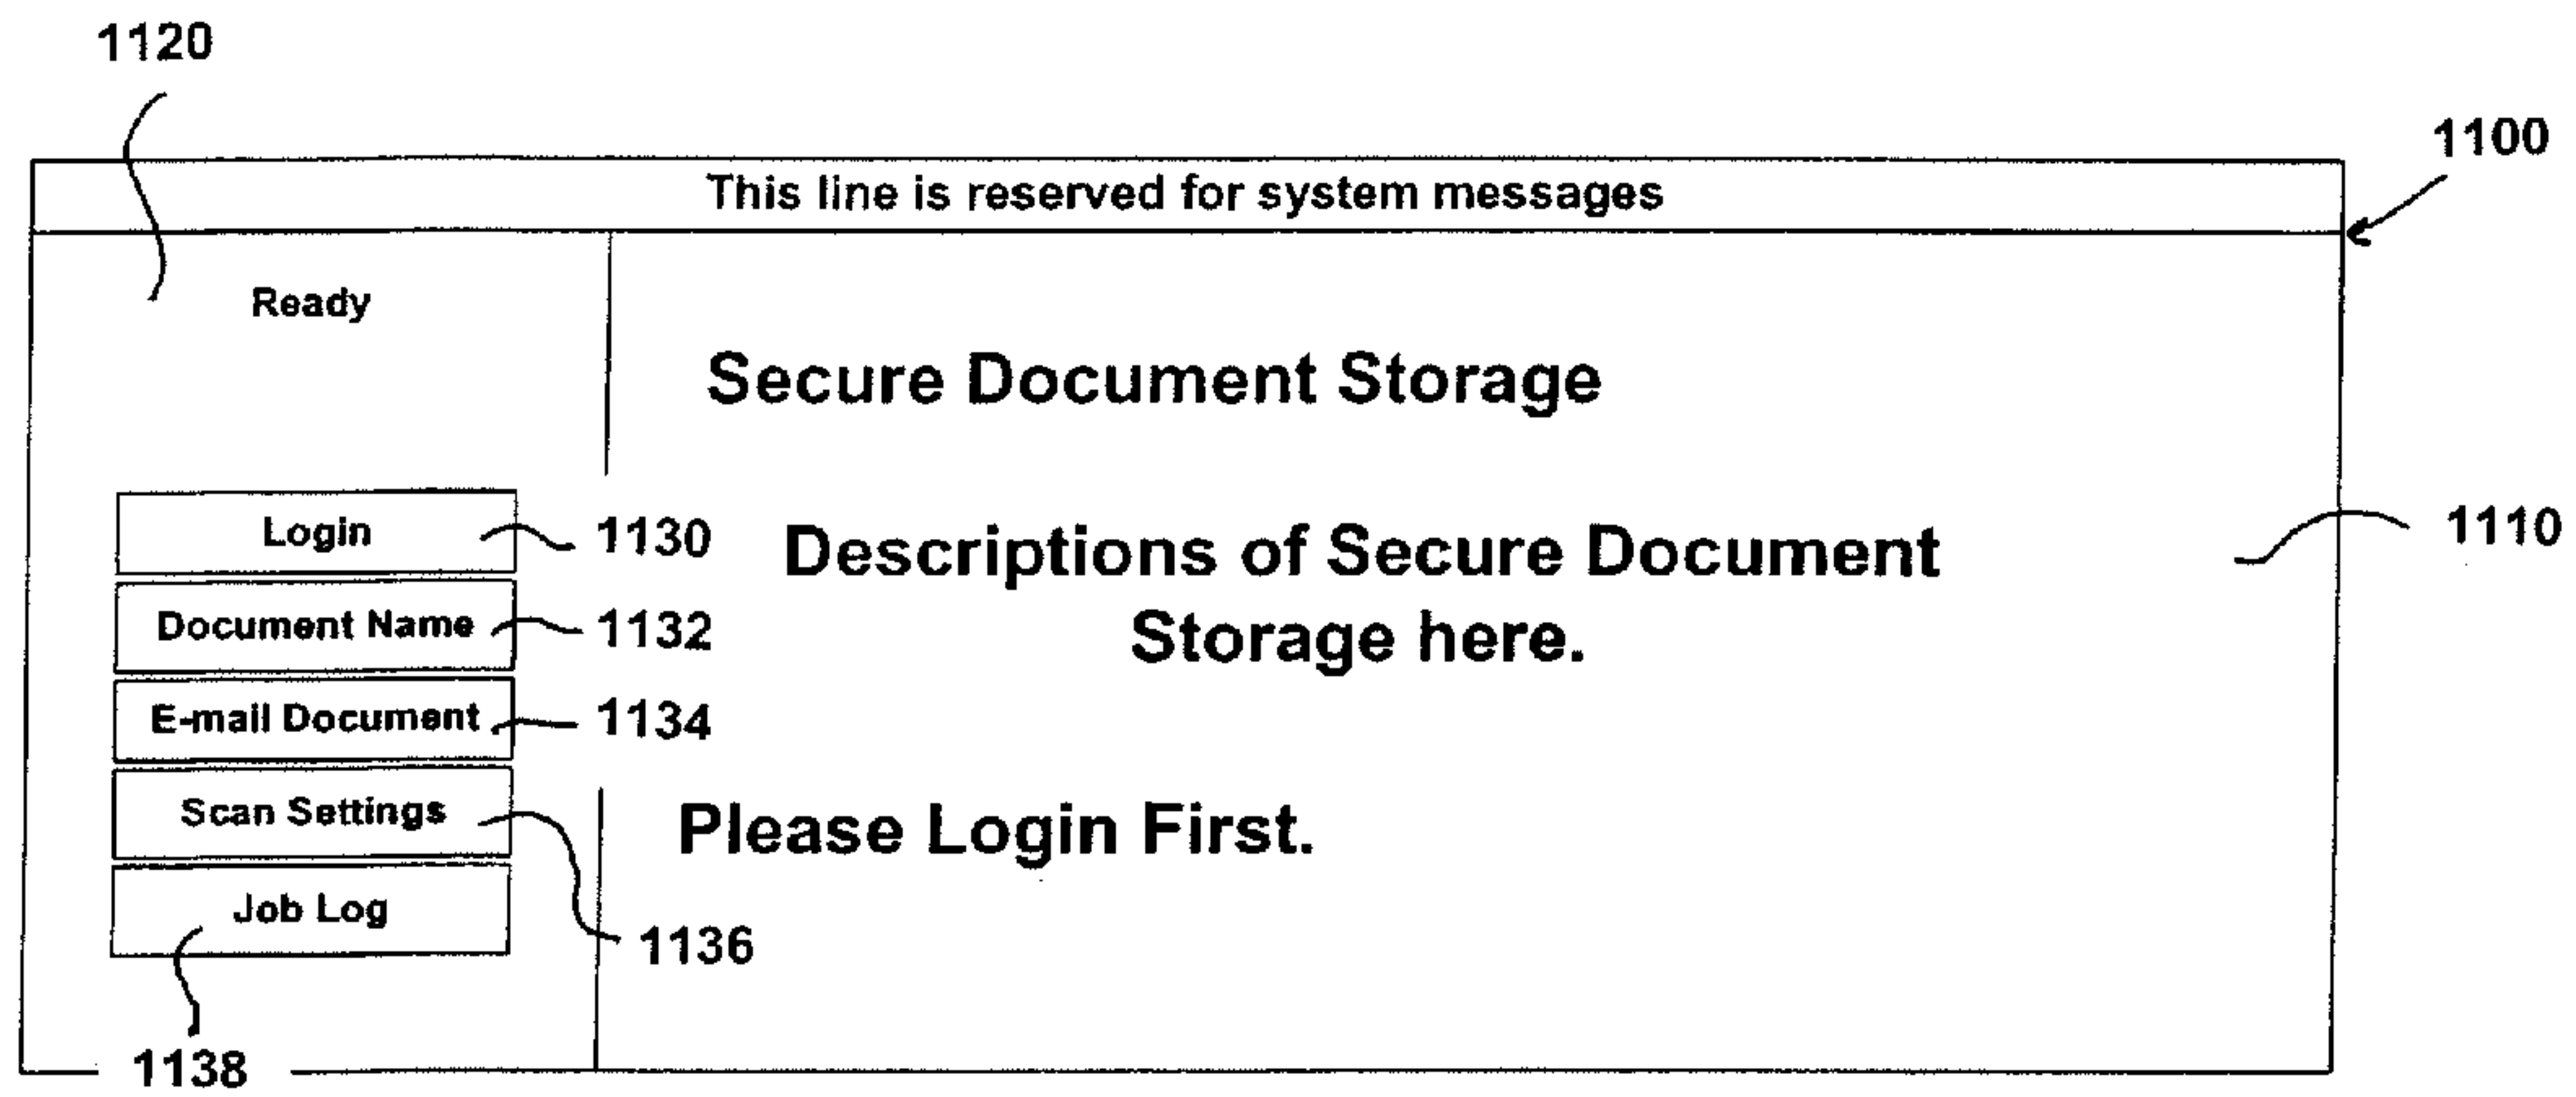 1120
1100
This line is reserved for system messages
Ready
Secure Document Storage
Login
1130
Descriptions of Secure Document
Storage here.
1110
Document Name
1132
E-mail Document
1134
Scan Settings
1136
Please Login First.
Job Log
1138